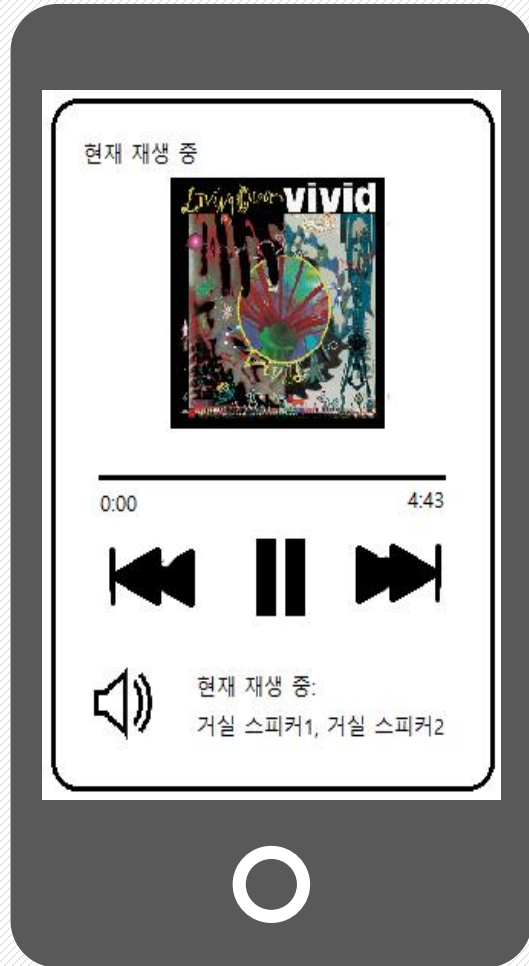 현재 재생 중
Living Colour vivid
0:00
4:43
현재 재생 중:
거실 스피커1, 거실 스피커2